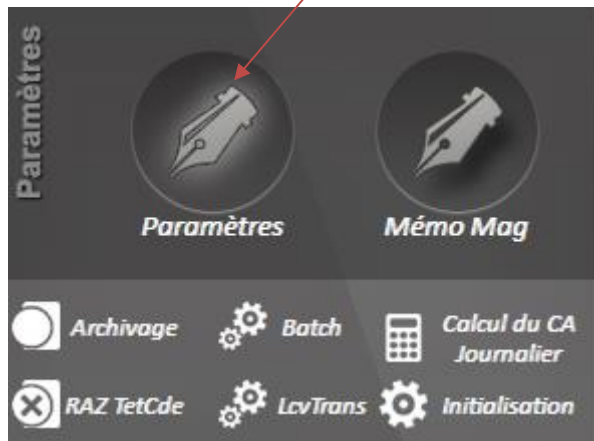 Paramètres
Paramètres
Mémo Mag
Archivage
Batch
Calcul du CA
Journalier
RAZ TetCde
LcvTrans
Initialisation